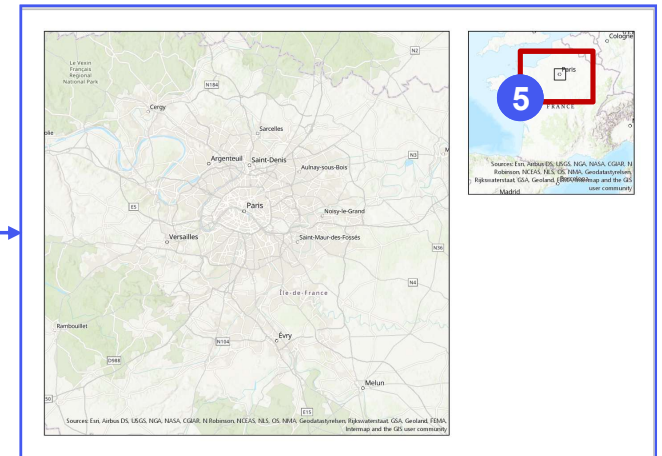 N2
Le Vexin
Français
Regional
National Park
N184
Cergy
Sarcelles
Argenteuil
Saint-Denis
N3
Aulnay-sous-Bois
E5
Paris
Noisy-le-Grand
Versailles
Saint-Maur-des-Fossés
N36
N4
Île-de-France
Rambouillet
Évry
N104
D988
Melun
E15
Sources: Esri, Airbus DS, USGS, NGA, NASA, CGIAR, N Robinson, NCEAS, NLS, OS, NMA, Geodatastyrelsen, Rijkswaterstaat, GSA, Geoland, FEMA,
Intermap and the GIS user community
Cologne
Paris
5
FRANCE
Sources: Esri, Airbus DS, USGS, NGA, NASA, CGIAR, N
Robinson, NCEAS, NLS, OS, NMA, Geodatastyrelsen,
Rijkswaterstaat, GSA, Geoland, FEMA, Intermap and the GIS
user community
Barcelona
Madrid